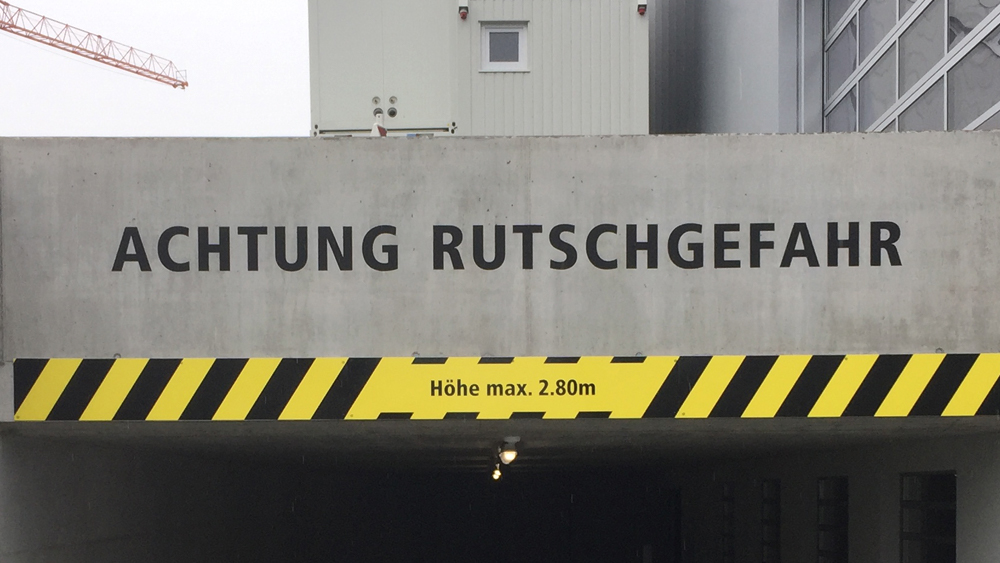 ACHTUNG RUTSCHGEFAHR
Höhe max. 2.80m